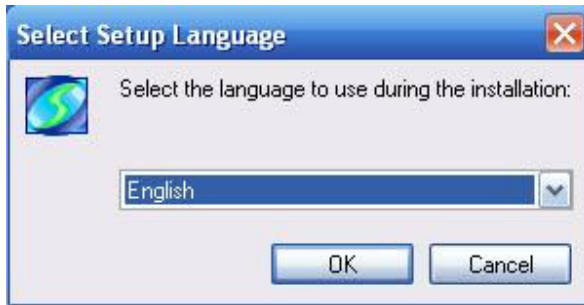 Select Setup Language
Select the language to use during the installation:
English
OK
Cancel